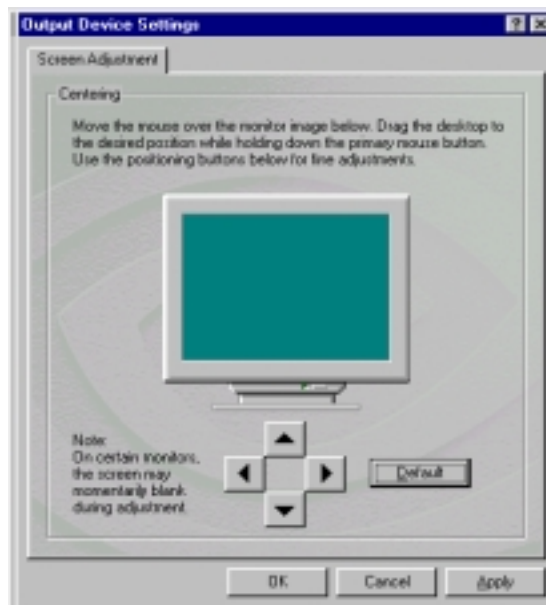 Output Device Settings
Screen Adjustment
Centering
Move the mouse over the monitor image below. Drag the desktop to
the desired position while holding down the primary mouse button.
Use the positioning buttons below for fine adjustments.
Note:
On certain monitors,
the screen may
momentarily blank
during adjustment
Default
OK
Cancel
Apply